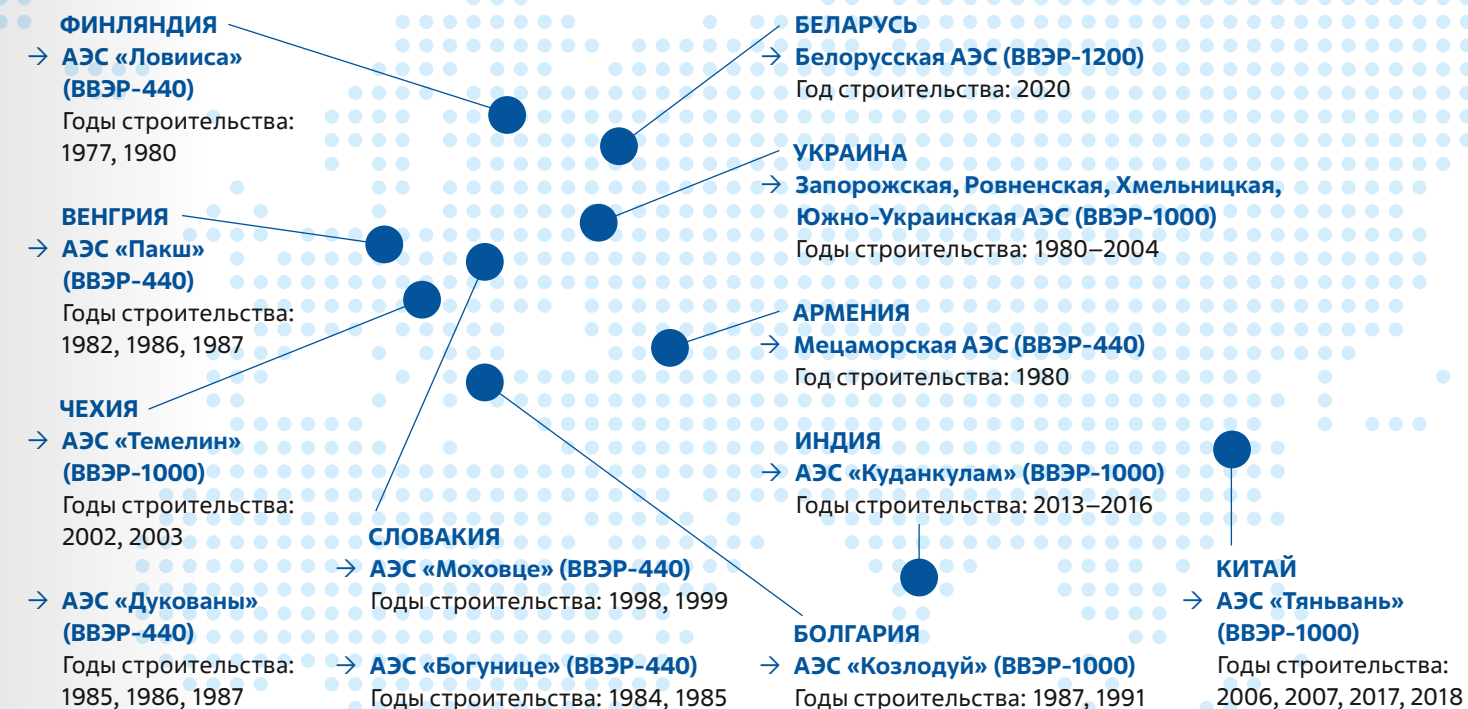 ФИНЛЯНДИЯ
→ АЭС «Ловииса»
(ВВЭР-440)
Годы строительства:
1977, 1980
ВЕНГРИЯ
→ АЭС «Пакш»
(ВВЭР-440)
Годы строительства:
1982, 1986, 1987
ЧЕХИЯ
→ АЭС «Темелин»
(ВВЭР-1000)
Годы строительства:
2002, 2003
→ АЭС «Дукованы»
(ВВЭР-440)
Годы строительства:
1985, 1986, 1987
СЛОВАКИЯ
→ АЭС «Моховце» (ВВЭР-440)
Годы строительства: 1998, 1999
→ АЭС «Богунице» (ВВЭР-440)
Годы строительства: 1984, 1985
БЕЛАРУСЬ
→ Белорусская АЭС (ВВЭР-1200)
Год строительства: 2020
УКРАИНА
→ Запорожская, Ровненская, Хмельницкая,
Южно-Украинская АЭС (ВВЭР-1000)
Годы строительства: 1980–2004
АРМЕНИЯ
→ Мецаморская АЭС (ВВЭР-440)
Год строительства: 1980
ИНДИЯ
→ АЭС «Куданкулам» (ВВЭР-1000)
Годы строительства: 2013–2016
БОЛГАРИЯ
→ АЭС «Козлодуй» (ВВЭР-1000)
Годы строительства: 1987, 1991
КИТАЙ
→ АЭС «Тяньвань»
(ВВЭР-1000)
Годы строительства:
2006, 2007, 2017, 2018